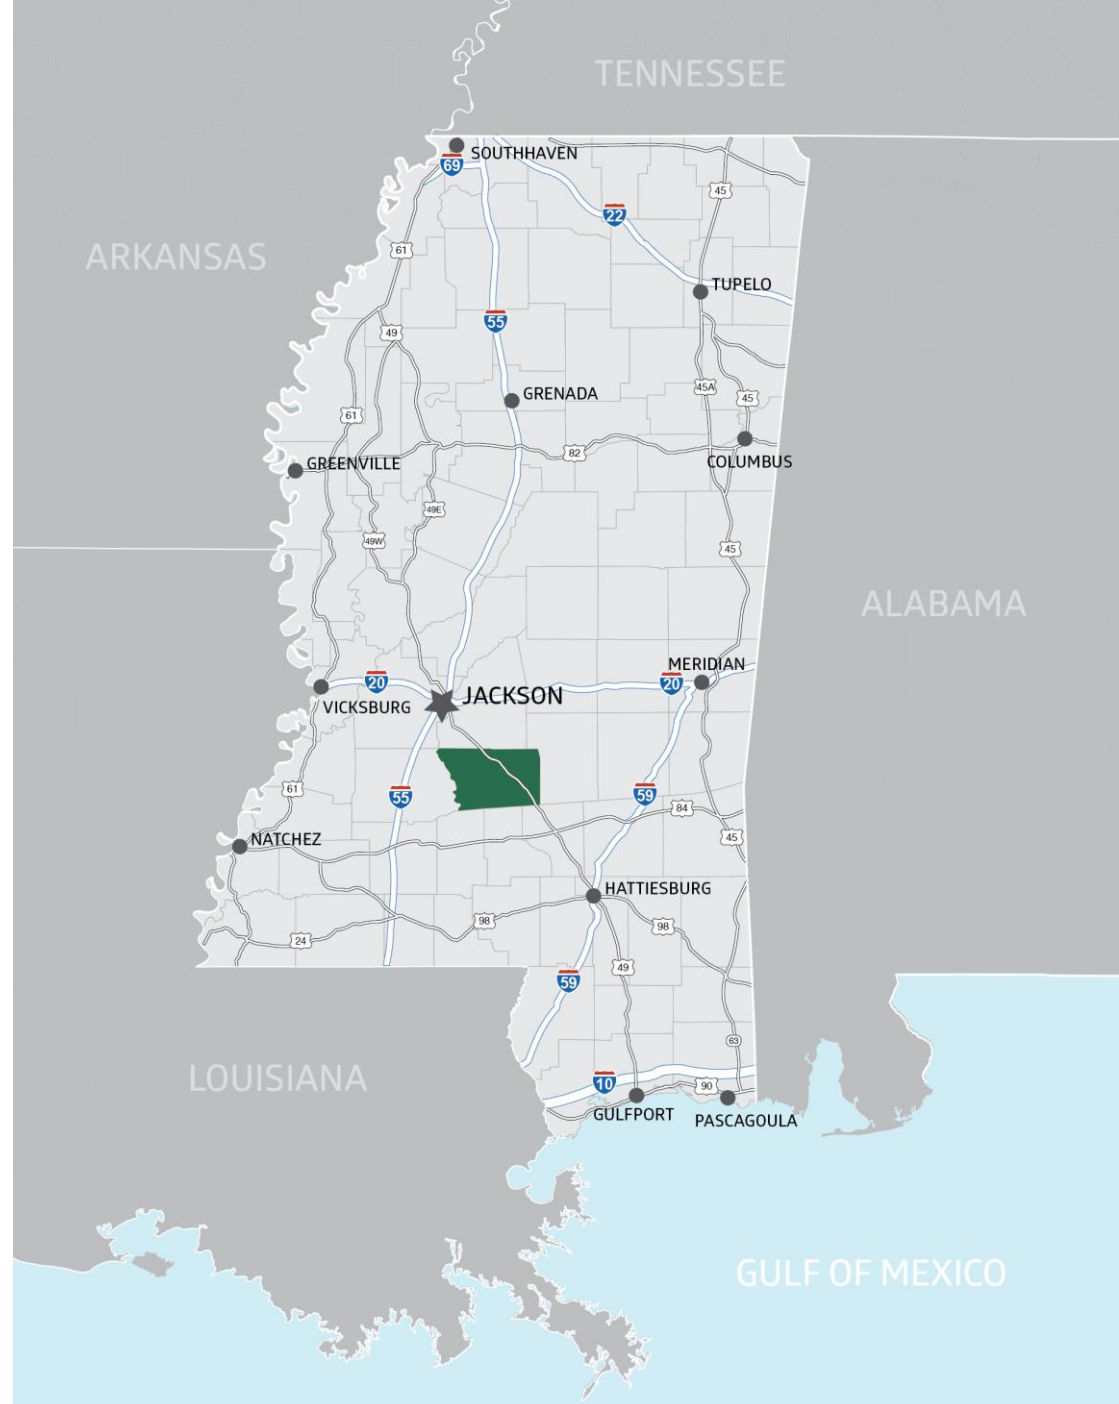 TENNESSEE
SOUTHHAVEN
69
45
22
ARKANSAS
61
TUPELO
55
49
45A
GRENADA
45
61
COLUMBUS
82
GREENVILLE
49E
49W
45
ALABAMA
MERIDIAN
20
20
JACKSON
VICKSBURG
61
55
59
84
45
NATCHEZ
HATTIESBURG
98
98
24
49
59
63
LOUISIANA
10
90
GULFPORT
PASCAGOULA
GULF OF MEXICO